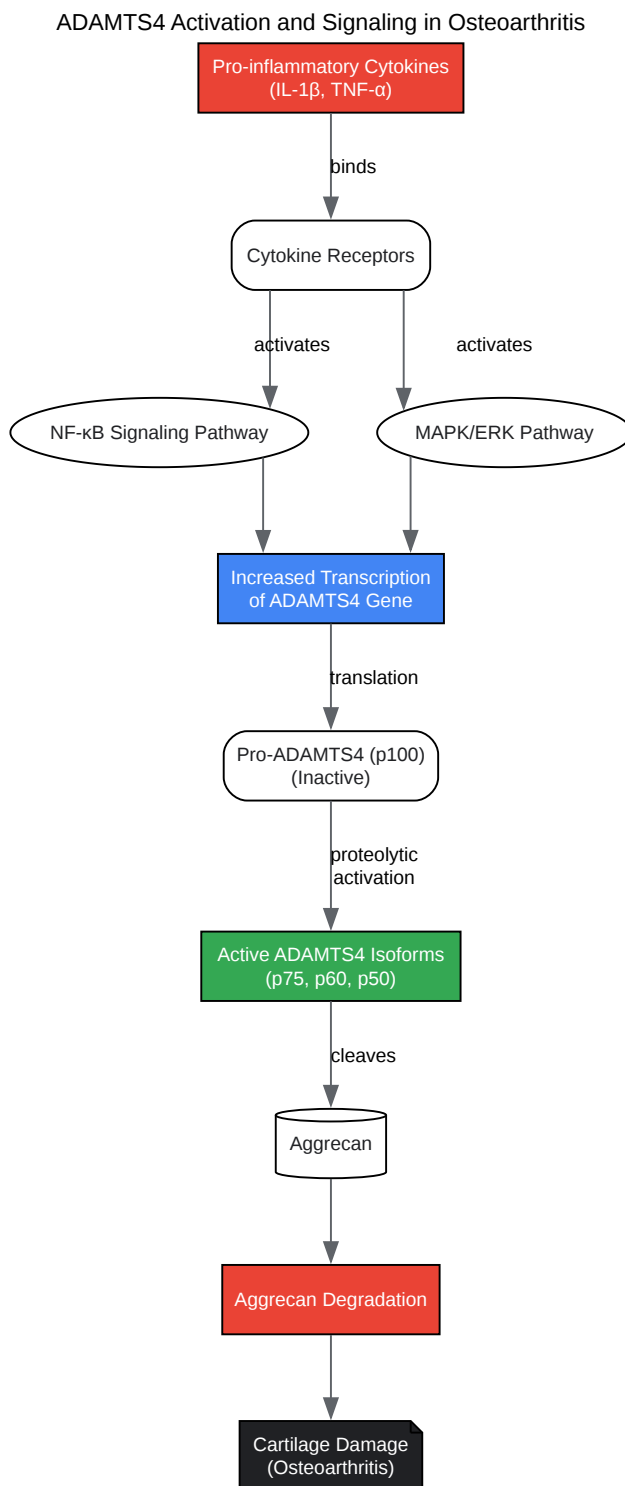 ADAMTS4 Activation and Signaling in Osteoarthritis
Pro-inflammatory Cytokines
(IL-1β, TNF-α)
binds
Cytokine Receptors
activates
activates
NF-κB Signaling Pathway
MAPK/ERK Pathway
Increased Transcription
of ADAMTS4 Gene
translation
Pro-ADAMTS4 (p100)
(Inactive)
proteolytic
activation
Active ADAMTS4 Isoforms
(p75, p60, p50)
cleaves
Aggrecan
Aggrecan Degradation
Cartilage Damage
(Osteoarthritis)